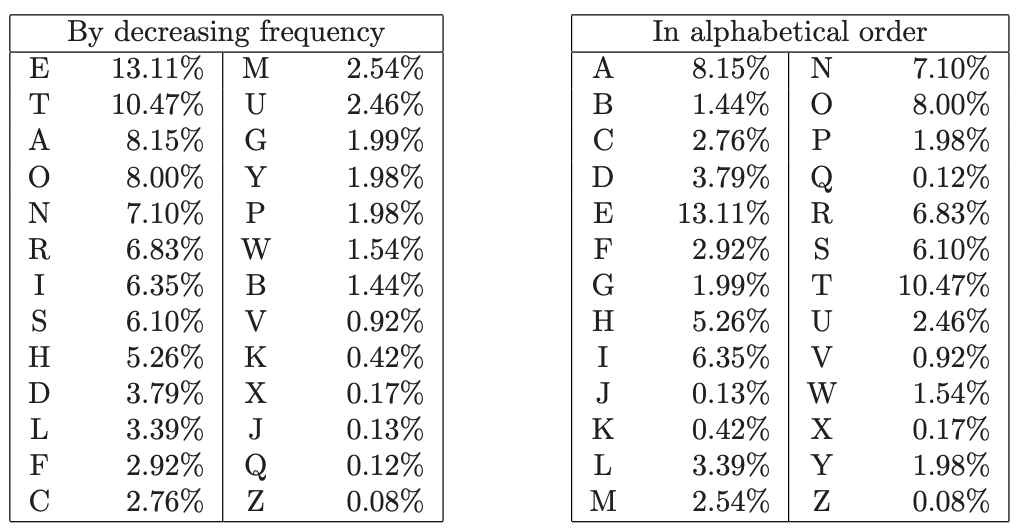 By decreasing frequency
E 13.11% M 2.54%
T 10.47% U 2.46%
A 8.15% G 1.99%
O 8.00% Y 1.98%
N 7.10% P 1.98%
R 6.83% W 1.54%
I 6.35% B 1.44%
S 6.10% V 0.92%
H 5.26% K 0.42%
D 3.79% X 0.17%
L 3.39% J 0.13%
F 2.92% Q 0.12%
C 2.76% Z 0.08%
In alphabetical order
A 8.15% N 7.10%
B 1.44% O 8.00%
C 2.76% P 1.98%
D 3.79% Q 0.12%
E 13.11% R 6.83%
F 2.92% S 6.10%
G 1.99% T 10.47%
H 5.26% U 2.46%
I 6.35% V 0.92%
J 0.13% W 1.54%
K 0.42% X 0.17%
L 3.39% Y 1.98%
M 2.54% Z 0.08%